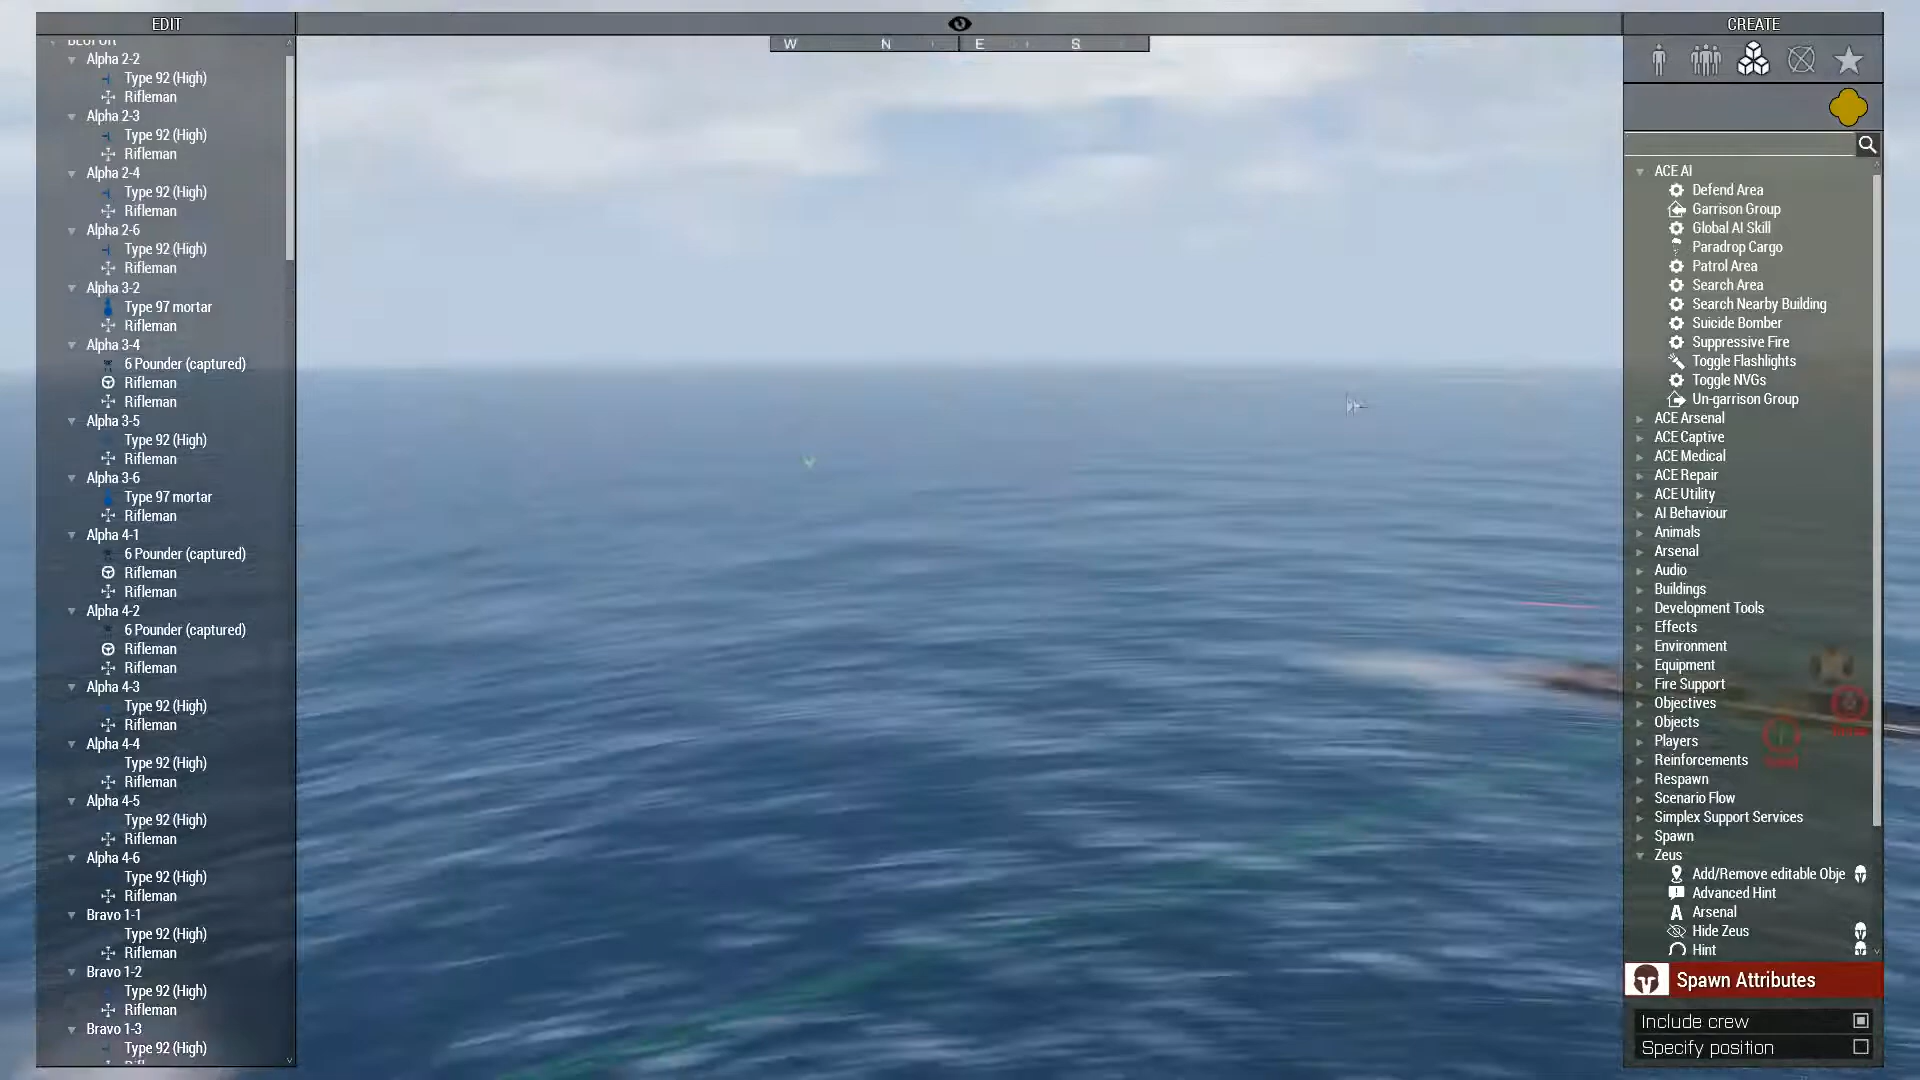 EDIT
BLUFOR
Alpha 2-2
Type 92 (High)
Rifleman
Alpha 2-3
Type 92 (High)
Rifleman
Alpha 2-4
Type 92 (High)
Rifleman
Alpha 2-6
Type 92 (High)
Rifleman
Alpha 3-2
Type 97 mortar
Rifleman
Alpha 3-4
6 Pounder (captured)
Rifleman
Rifleman
Alpha 3-5
Type 92 (High)
Rifleman
Alpha 3-6
Type 97 mortar
Rifleman
Alpha 4-1
6 Pounder (captured)
Rifleman
Rifleman
Alpha 4-2
6 Pounder (captured)
Rifleman
Rifleman
Alpha 4-3
Type 92 (High)
Rifleman
Alpha 4-4
Type 92 (High)
Rifleman
Alpha 4-5
Type 92 (High)
Rifleman
Alpha 4-6
Type 92 (High)
Rifleman
Bravo 1-1
Type 92 (High)
Rifleman
Bravo 1-2
Type 92 (High)
Rifleman
Bravo 1-3
Type 92 (High)
W N E S
CREATE
ACE AI
Defend Area
Garrison Group
Global AI Skill
Paradrop Cargo
Patrol Area
Search Area
Search Nearby Building
Suicide Bomber
Suppressive Fire
Toggle Flashlights
Toggle NVGs
Un-garrison Group
ACE Arsenal
ACE Captive
ACE Medical
ACE Repair
ACE Utility
AI Behaviour
Animals
Arsenal
Audio
Buildings
Development Tools
Effects
Environment
Equipment
Fire Support
Objectives
Objects
Players
Reinforcements
Respawn
Scenario Flow
Simplex Support Services
Spawn
Zeus
Add/Remove editable Obje
Advanced Hint
Arsenal
Hide Zeus
Hint
Spawn Attributes
Include crew
Specify position